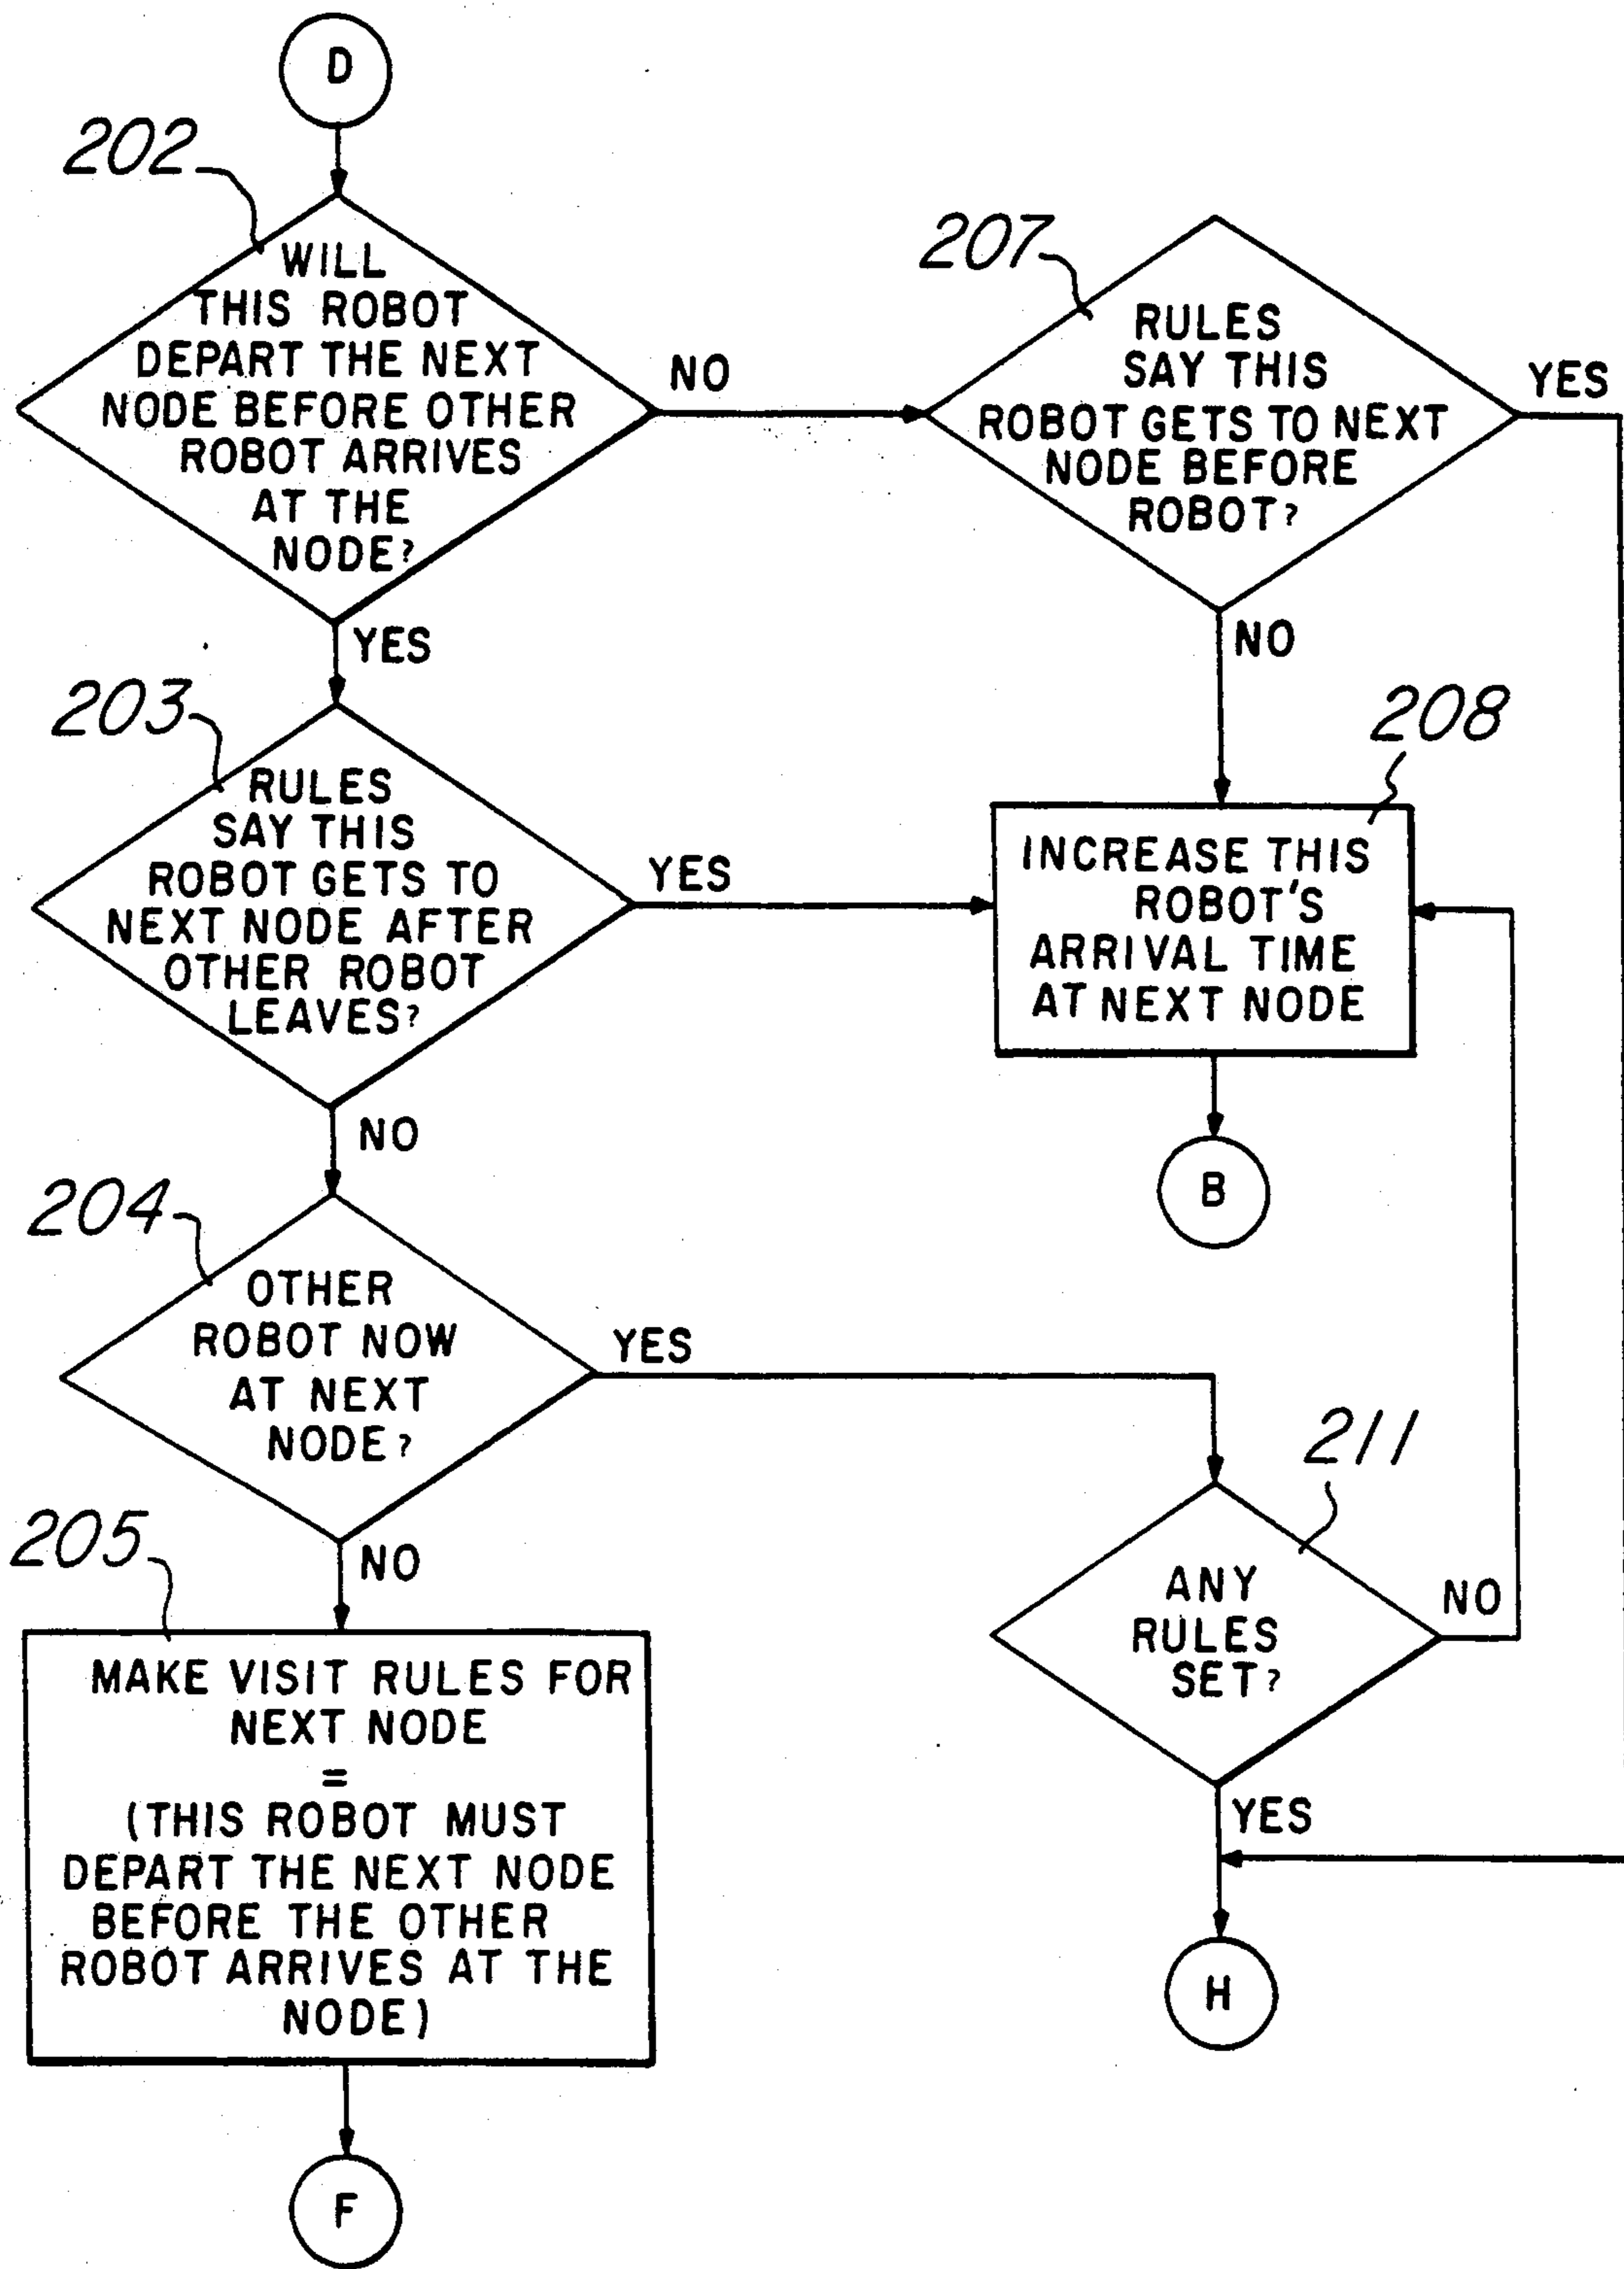 D
202
WILL
THIS ROBOT
DEPART THE NEXT
NODE BEFORE OTHER
ROBOT ARRIVES
AT THE
NODE?
NO
YES
207
RULES
SAY THIS
ROBOT GETS TO NEXT
NODE BEFORE
ROBOT?
YES
NO
203
RULES
SAY THIS
ROBOT GETS TO
NEXT NODE AFTER
OTHER ROBOT
LEAVES?
YES
NO
208
INCREASE THIS
ROBOT'S
ARRIVAL TIME
AT NEXT NODE
B
204
OTHER
ROBOT NOW
AT NEXT
NODE?
YES
NO
211
ANY
RULES
SET?
NO
YES
205
MAKE VISIT RULES FOR
NEXT NODE
=
(THIS ROBOT MUST
DEPART THE NEXT NODE
BEFORE THE OTHER
ROBOT ARRIVES AT THE
NODE)
H
F